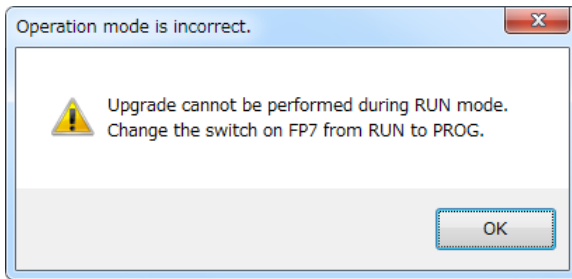 Operation mode is incorrect.
Upgrade cannot be performed during RUN mode.
Change the switch on FP7 from RUN to PROG.
OK